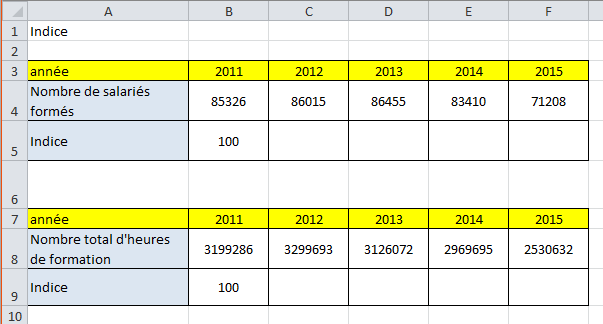 A B C D E F
1 Indice
2
3 année 2011 2012 2013 2014 2015
Nombre de salariés
4 formés 85326 86015 86455 83410 71208
5 Indice 100
6
7 année 2011 2012 2013 2014 2015
Nombre total d'heures
8 de formation 3199286 3299693 3126072 2969695 2530632
9 Indice 100
10